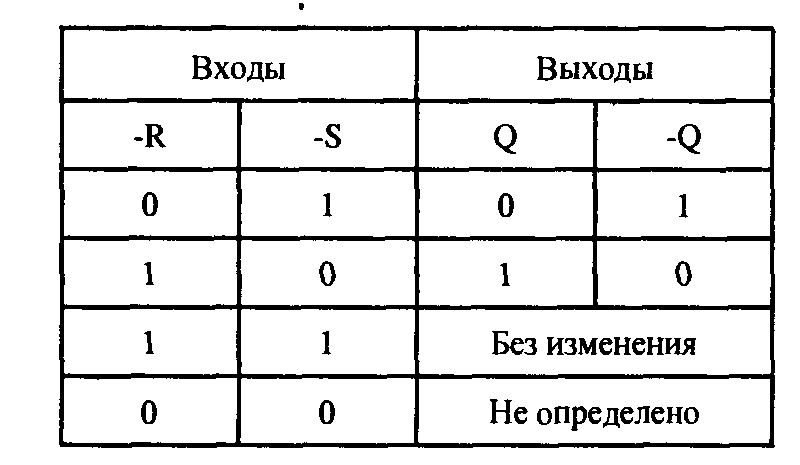 Входы Выходы
-R -S Q -Q
0 1 0 1
1 0 1 0
1 1 Без изменения
0 0 Не определено